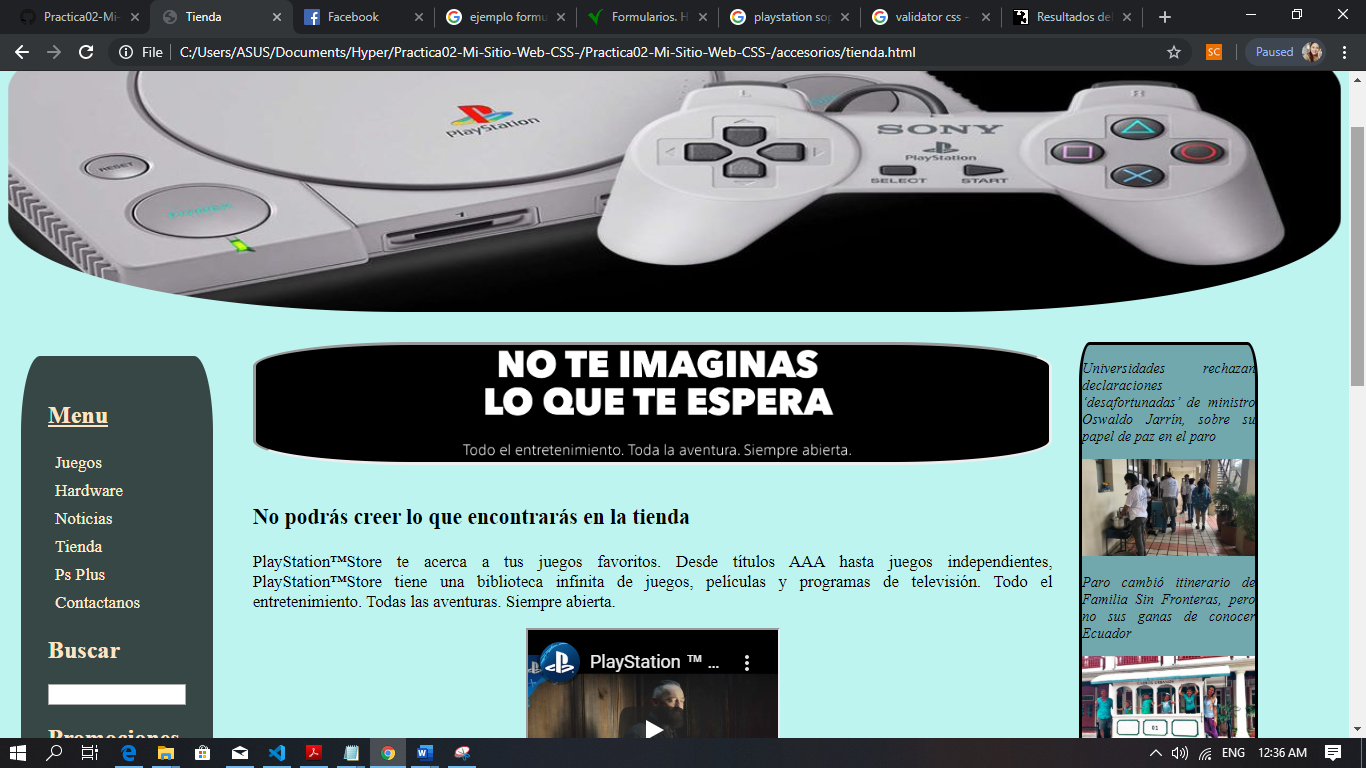 Practica02-Mi-
Tienda
Facebook
ejemplo formu
Formularios. H
playstation sop
validator css -
Resultados del
File
C:/Users/ASUS/Documents/Hyper/Practica02-Mi-Sitio-Web-CSS-/Practica02-Mi-Sitio-Web-CSS-/accesorios/tienda.html
SC
Paused
PlayStation
RESET
L
R
SONY
PlayStation
SELECT
START
Menu
Juegos
Hardware
Noticias
Tienda
Ps Plus
Contactanos
Buscar
Promociones
NO TE IMAGINAS
LO QUE TE ESPERA
Todo el entretenimiento. Toda la aventura. Siempre abierta.
No podrás creer lo que encontrarás en la tienda
PlayStation™Store te acerca a tus juegos favoritos. Desde títulos AAA hasta juegos independientes,
PlayStation™Store tiene una biblioteca infinita de juegos, películas y programas de televisión. Todo el
entretenimiento. Todas las aventuras. Siempre abierta.
PlayStation ™ ...
Universidades rechazan
declaraciones
‘desafortunadas’ de ministro
Oswaldo Jarrín, sobre su
papel de paz en el paro
Paro cambió itinerario de
Familia Sin Fronteras, pero
no sus ganas de conocer
Ecuador
01
ENG
12:36 AM